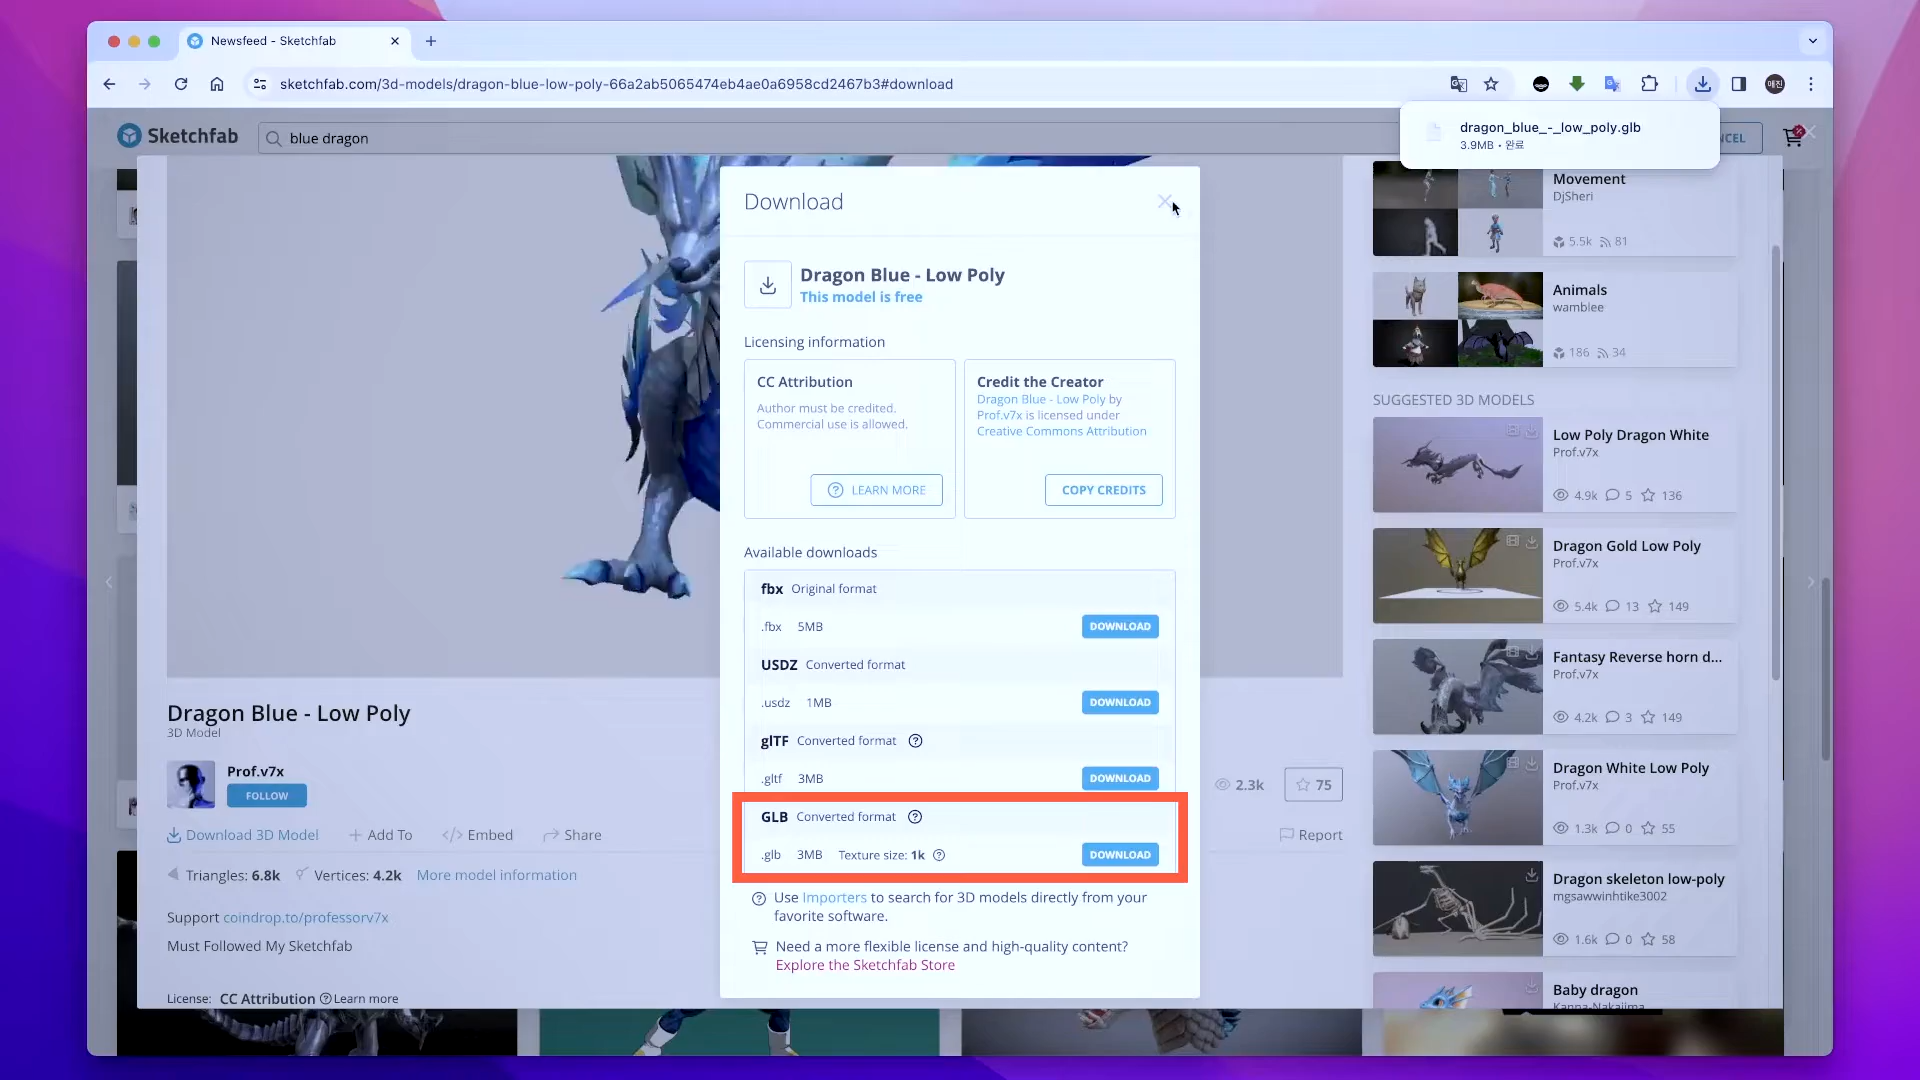 Newsfeed - Sketchfab
sketchfab.com/3d-models/dragon-blue-low-poly-66a2ab5065474eb4ae0a6958cd2467b3#download
애진
dragon_blue_-_low_poly.glb
3.9MB • 완료
Sketchfab
blue dragon
NCEL
Download
Dragon Blue - Low Poly
This model is free
Licensing information
CC Attribution
Author must be credited.
Commercial use is allowed.
LEARN MORE
Credit the Creator
Dragon Blue - Low Poly by
Prof.v7x is licensed under
Creative Commons Attribution
COPY CREDITS
Available downloads
fbx Original format
.fbx 5MB DOWNLOAD
USDZ Converted format
.usdz 1MB DOWNLOAD
glTF Converted format
.gltf 3MB DOWNLOAD
GLB Converted format
.glb 3MB Texture size: 1k DOWNLOAD
Use Importers to search for 3D models directly from your
favorite software.
Need a more flexible license and high-quality content?
Explore the Sketchfab Store
Dragon Blue - Low Poly
3D Model
Prof.v7x
FOLLOW
2.3k 75
Download 3D Model Add To Embed Share Report
Triangles: 6.8k Vertices: 4.2k More model information
Support coindrop.to/professorv7x
Must Followed My Sketchfab
License: CC Attribution Learn more
Movement
DjSheri
5.5k 81
Animals
wamblee
186 34
SUGGESTED 3D MODELS
Low Poly Dragon White
Prof.v7x
4.9k 5 136
Dragon Gold Low Poly
Prof.v7x
5.4k 13 149
Fantasy Reverse horn d...
Prof.v7x
4.2k 3 149
Dragon White Low Poly
Prof.v7x
1.3k 0 55
Dragon skeleton low-poly
mgsawwinhtike3002
1.6k 0 58
Baby dragon
Kanna-Nakajima